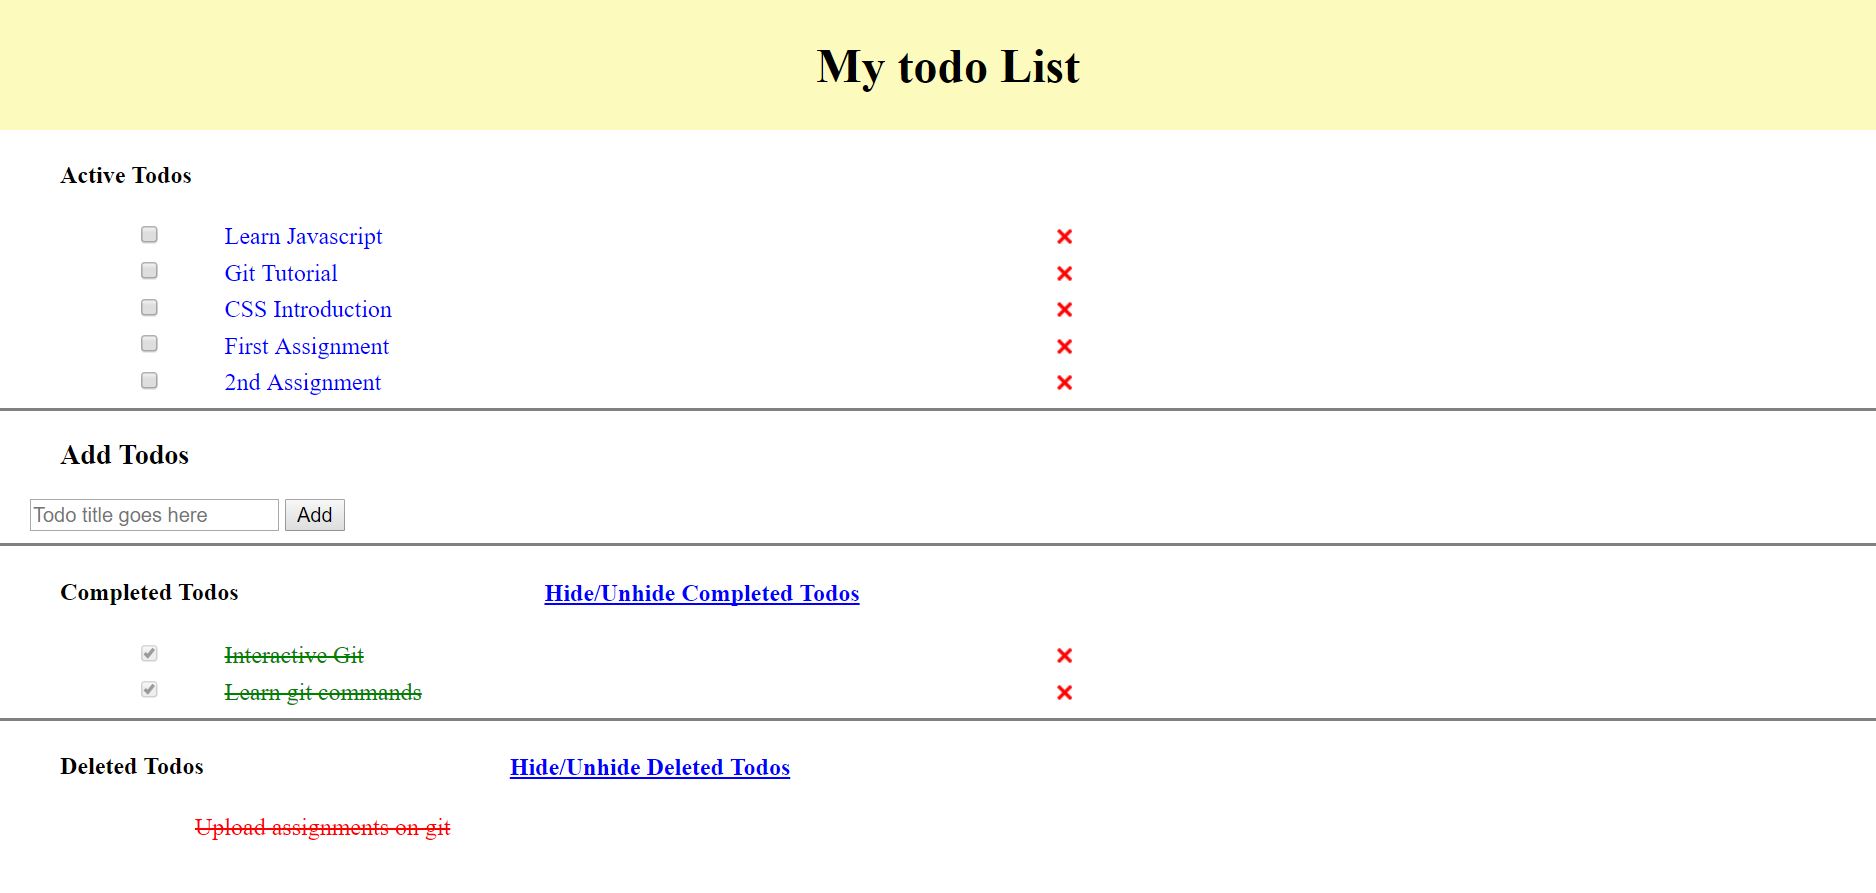 My todo List
Active Todos
Learn Javascript
Git Tutorial
CSS Introduction
First Assignment
2nd Assignment
Add Todos
Todo title goes here Add
Completed Todos Hide/Unhide Completed Todos
Interactive Git
Learn git commands
Deleted Todos Hide/Unhide Deleted Todos
Upload assignments on git